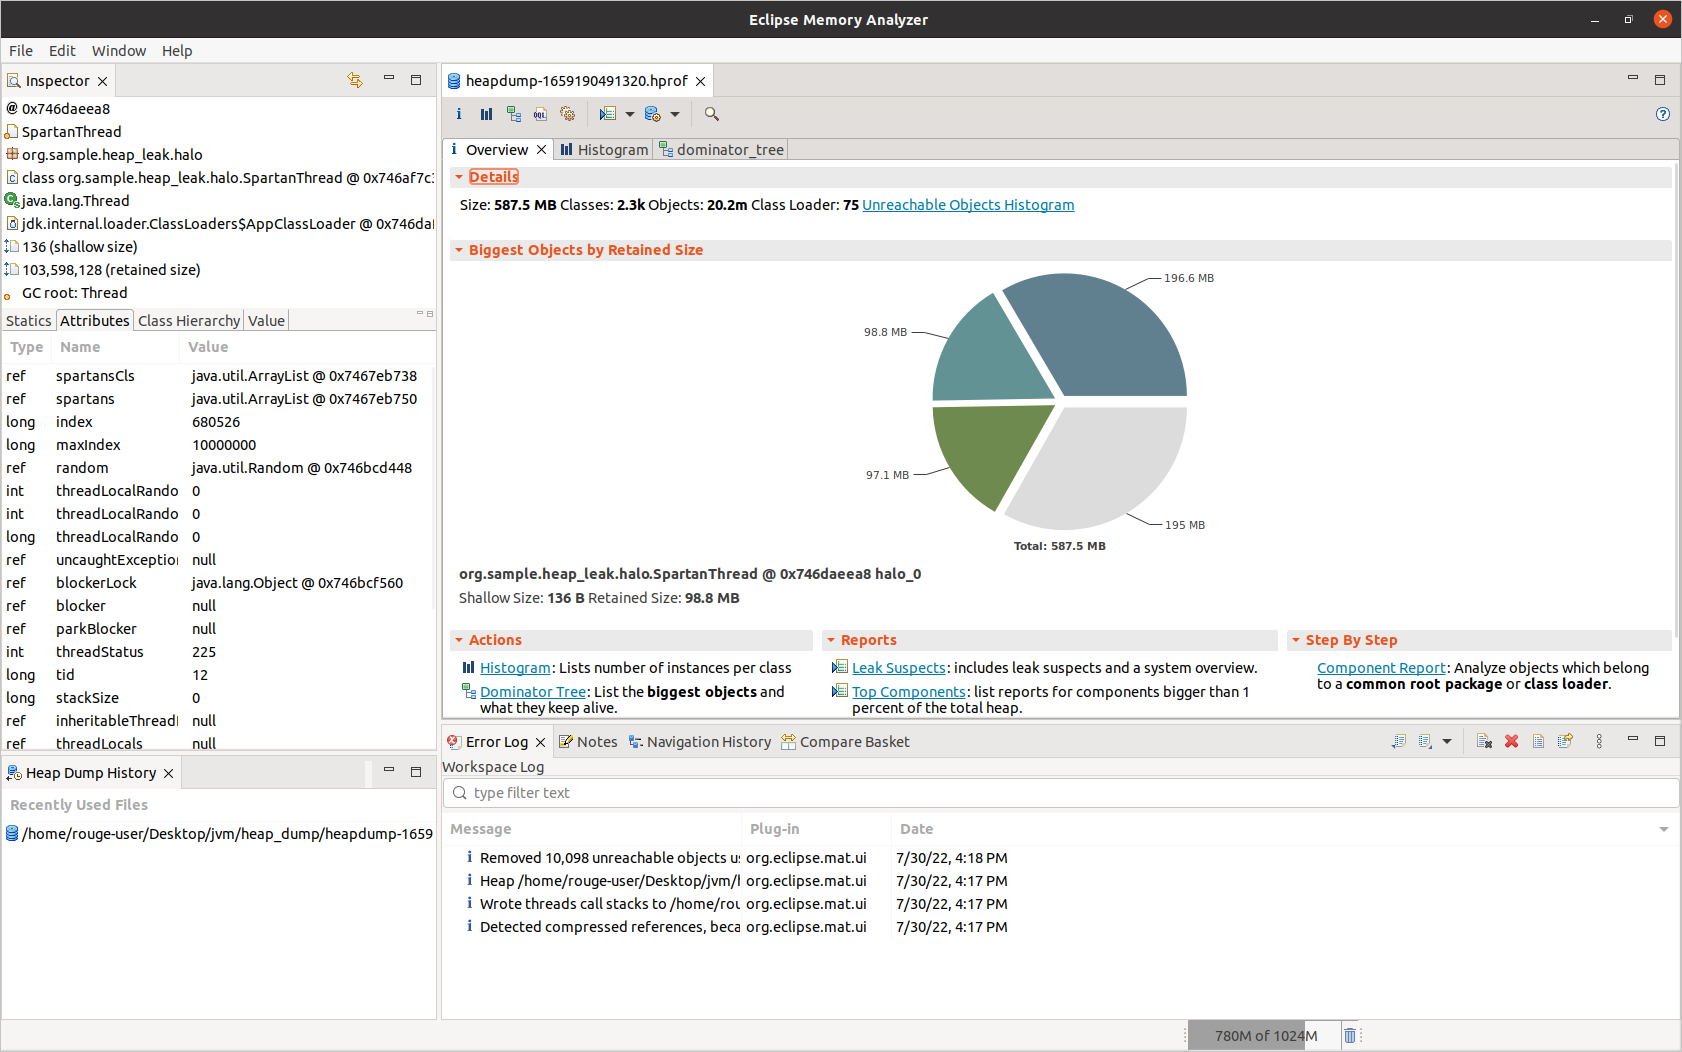 Eclipse Memory Analyzer
File Edit Window Help
Inspector
@ 0x746daeea8
SpartanThread
org.sample.heap_leak.halo
class org.sample.heap_leak.halo.SpartanThread @ 0x746af7c
java.lang.Thread
jdk.internal.loader.ClassLoaders$AppClassLoader @ 0x746da
136 (shallow size)
103,598,128 (retained size)
GC root: Thread
Statics Attributes Class Hierarchy Value
Type Name Value
ref spartansCls java.util.ArrayList @ 0x7467eb738
ref spartans java.util.ArrayList @ 0x7467eb750
long index 680526
long maxIndex 10000000
ref random java.util.Random @ 0x746bcd448
int threadLocalRando 0
int threadLocalRando 0
long threadLocalRando 0
ref uncaughtExceptio null
ref blockerLock java.lang.Object @ 0x746bcf560
ref blocker null
ref parkBlocker null
int threadStatus 225
long tid 12
long stackSize 0
ref inheritableThread null
ref threadLocals null
Heap Dump History
Recently Used Files
/home/rouge-user/Desktop/jvm/heap_dump/heapdump-1659
heapdump-1659190491320.hprof
OQL
Overview Histogram dominator_tree
Details
Size: 587.5 MB Classes: 2.3k Objects: 20.2m Class Loader: 75 Unreachable Objects Histogram
Biggest Objects by Retained Size
196.6 MB
98.8 MB
97.1 MB
195 MB
Total: 587.5 MB
org.sample.heap_leak.halo.SpartanThread @ 0x746daeea8 halo_0
Shallow Size: 136 B Retained Size: 98.8 MB
Actions
Histogram: Lists number of instances per class
Dominator Tree: List the biggest objects and
what they keep alive.
Reports
Leak Suspects: includes leak suspects and a system overview.
Top Components: list reports for components bigger than 1
percent of the total heap.
Step By Step
Component Report: Analyze objects which belong
to a common root package or class loader.
Error Log Notes Navigation History Compare Basket
Workspace Log
type filter text
Message Plug-in Date
Removed 10,098 unreachable objects u org.eclipse.mat.ui 7/30/22, 4:18 PM
Heap /home/rouge-user/Desktop/jvm/ org.eclipse.mat.ui 7/30/22, 4:17 PM
Wrote threads call stacks to /home/rou org.eclipse.mat.ui 7/30/22, 4:17 PM
Detected compressed references, beca org.eclipse.mat.ui 7/30/22, 4:17 PM
780M of 1024M